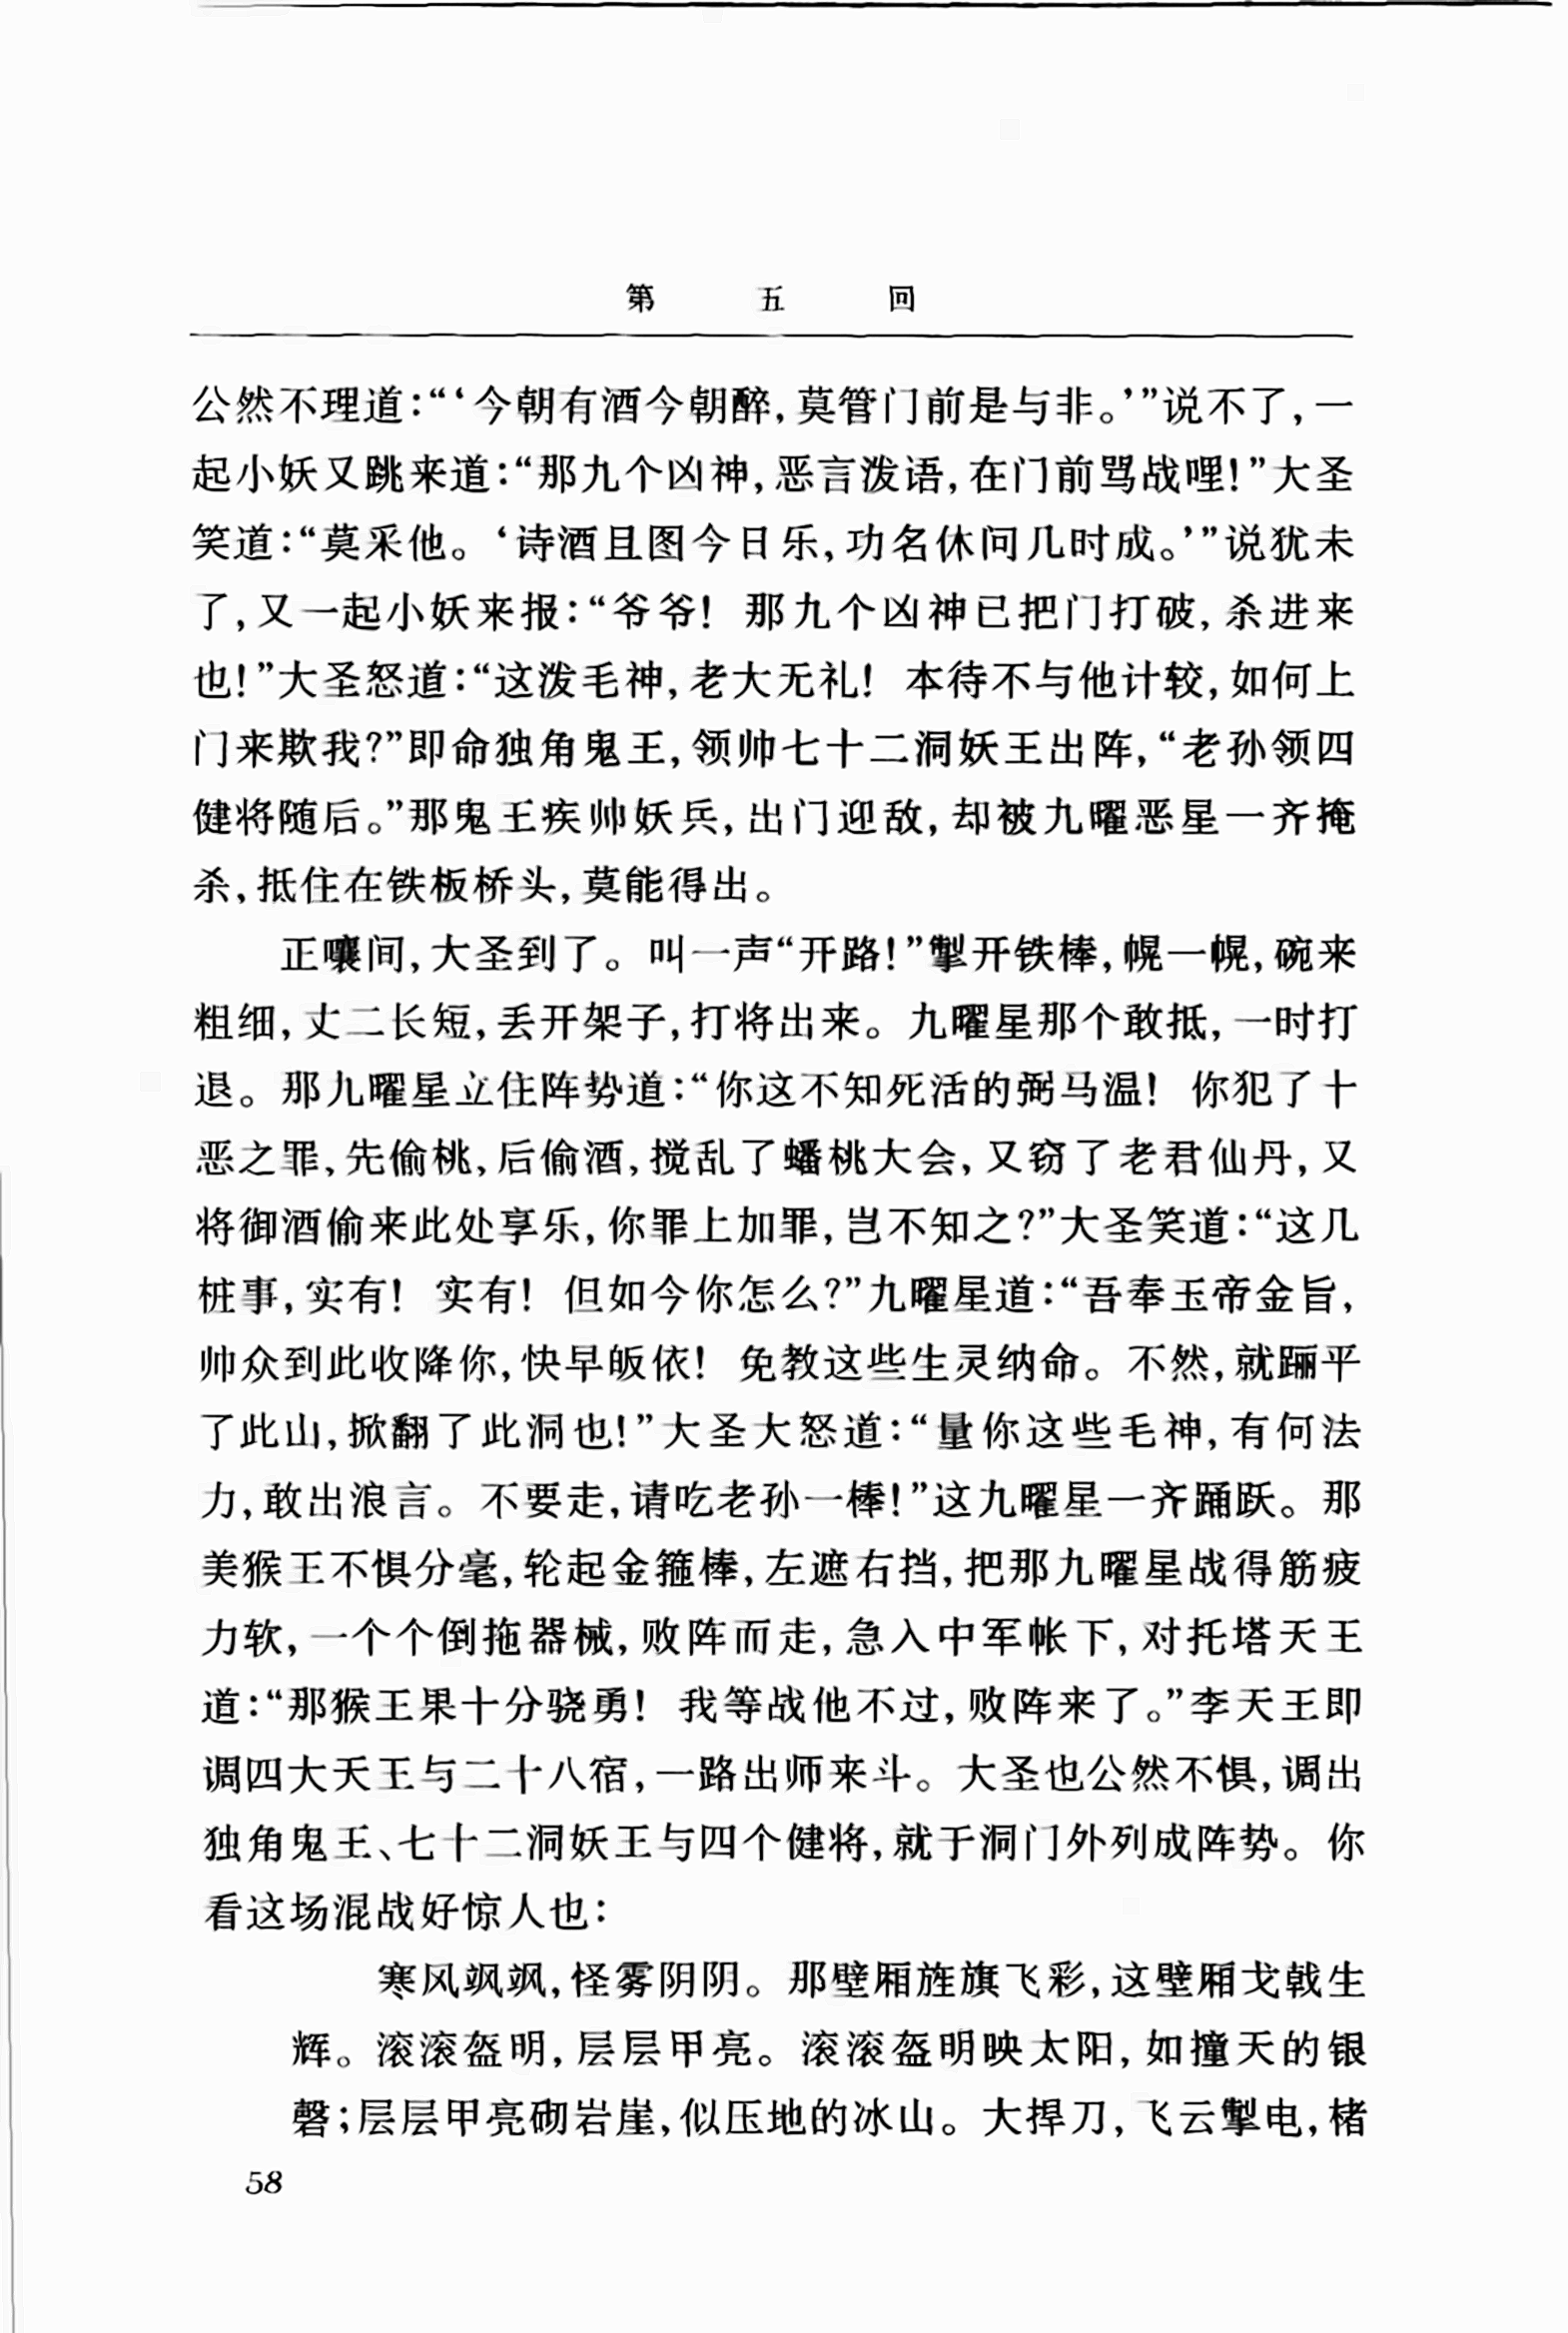 第五回
公然不理道：“‘今朝有酒今朝醉，莫管门前是与非。’”说不了，一
起小妖又跳来道：“那九个凶神，恶言泼语，在门前骂战哩！”大圣
笑道：“莫采他。‘诗酒且图今日乐，功名休问几时成。’”说犹未
了，又一起小妖来报：“爷爷！那九个凶神已把门打破，杀进来
也！”大圣怒道：“这泼毛神，老大无礼！本待不与他计较，如何上
门来欺我？”即命独角鬼王，领帅七十二洞妖王出阵，“老孙领四
健将随后。”那鬼王疾帅妖兵，出门迎敌，却被九曜恶星一齐掩
杀，抵住在铁板桥头，莫能得出。
正嚷间，大圣到了。叫一声“开路！”掣开铁棒，幌一幌，碗来
粗细，丈二长短，丢开架子，打将出来。九曜星那个敢抵，一时打
退。那九曜星立住阵势道：“你这不知死活的弼马温！你犯了十
恶之罪，先偷桃，后偷酒，搅乱了蟠桃大会，又窃了老君仙丹，又
将御酒偷来此处享乐，你罪上加罪，岂不知之？”大圣笑道：“这几
桩事，实有！实有！但如今你怎么？”九曜星道：“吾奉玉帝金旨，
帅众到此收降你，快早皈依！免教这些生灵纳命。不然，就蹦平
了此山，掀翻了此洞也！”大圣大怒道：“量你这些毛神，有何法
力，敢出浪言。不要走，请吃老孙一棒！”这九曜星一齐踊跃。那
美猴王不惧分毫，轮起金箍棒，左遮右挡，把那九曜星战得筋疲
力软，一个个倒拖器械，败阵而走，急入中军帐下，对托塔天王
道：“那猴王果十分骁勇！我等战他不过，败阵来了。”李天王即
调四大天王与二十八宿，一路出师来斗。大圣也公然不惧，调出
独角鬼王、七十二洞妖王与四个健将，就于洞门外列成阵势。你
看这场混战好惊人也：
寒风飒飒，怪雾阴阴。那壁厢旌旗飞彩，这壁厢戈戟生
辉。滚滚盔明，层层甲亮。滚滚盔明映太阳，如撞天的银
磬；层层甲亮砌岩崖，似压地的冰山。大捍刀，飞云掣电，楮
58